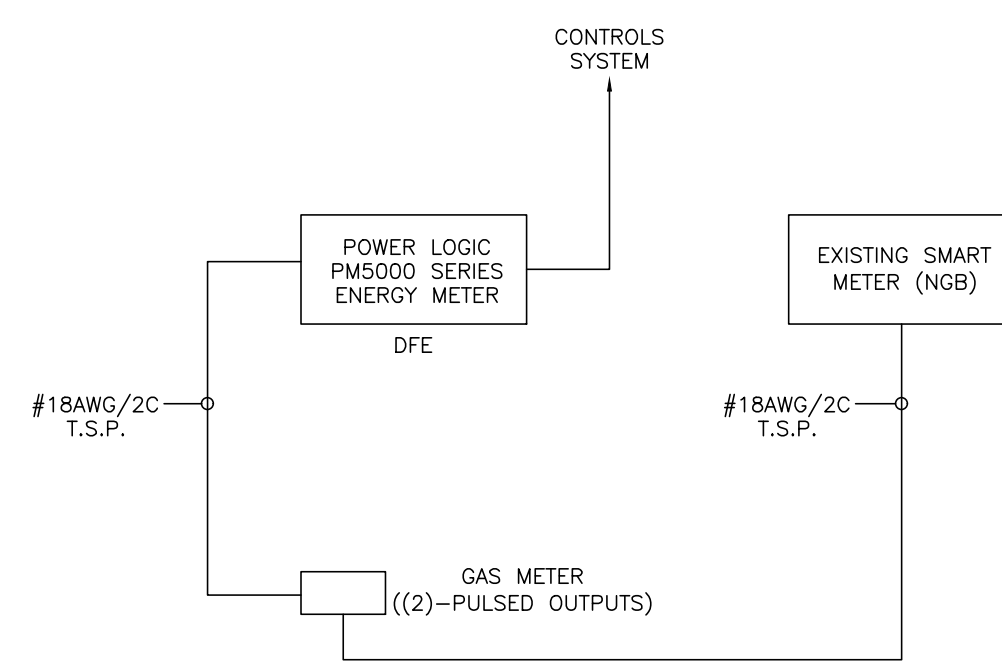 CONTROLS
SYSTEM
POWER LOGIC
PM5000 SERIES
ENERGY METER
DFE
EXISTING SMART
METER (NGB)
#18AWG/2C
T.S.P.
#18AWG/2C
T.S.P.
GAS METER
((2)-PULSED OUTPUTS)